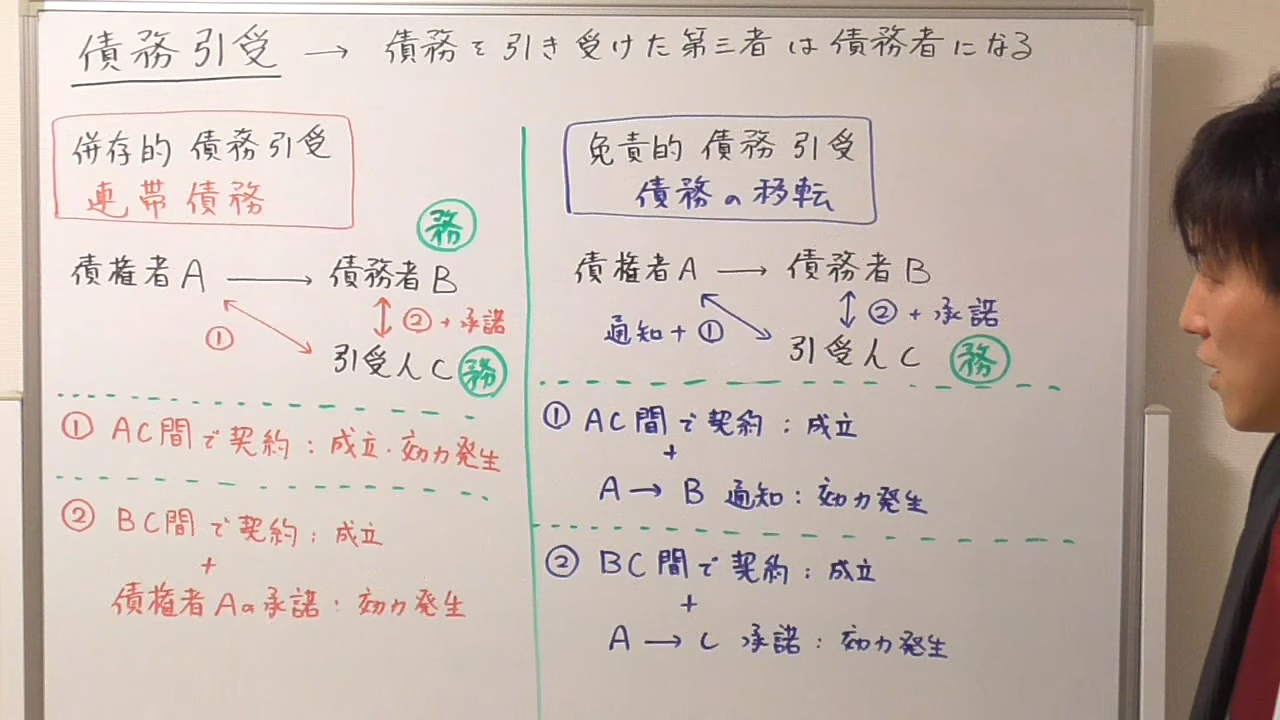 債務引受 → 債務を引き受けた第三者は債務者になる
併存的 債務引受
連帯債務
務
債権者A → 債務者B
① ② + 承諾
引受人C 務
① AC間で契約：成立・効力発生
② BC間で契約：成立
+
債権者Aの承諾：効力発生
免責的 債務引受
債務の移転
債権者A → 債務者B
通知 + ① ② + 承諾
引受人C 務
① AC間で契約：成立
+
A → B 通知：効力発生
② BC間で契約：成立
+
A → C 承諾：効力発生